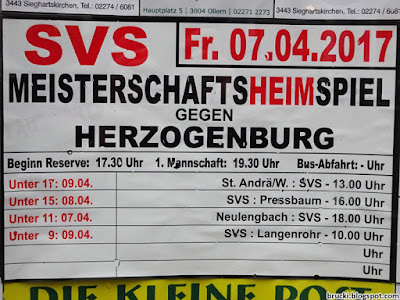 3443 Sieghartskirchen, Tel.: 02274 / 6081
Hauptplatz 5 | 3004 Ollern | 02271 2273
3443 Sieghartskirchen, Tel.: 02274 / 6081
SVS Fr. 07.04.2017
MEISTERSCHAFTSHEIMSPIEL
GEGEN
HERZOGENBURG
Beginn Reserve: 17.30 Uhr 1. Mannschaft: 19.30 Uhr Bus-Abfahrt: - Uhr
Unter 17: 09.04. St. Andrä/W. : SVS - 13.00 Uhr
Unter 15: 08.04. SVS : Pressbaum - 16.00 Uhr
Unter 11: 07.04. Neulengbach : SVS - 18.00 Uhr
Unter 9: 09.04. SVS : Langenrohr - 10.00 Uhr
Uhr
Uhr
DIE KLEINE POST
brucki.blogspot.com